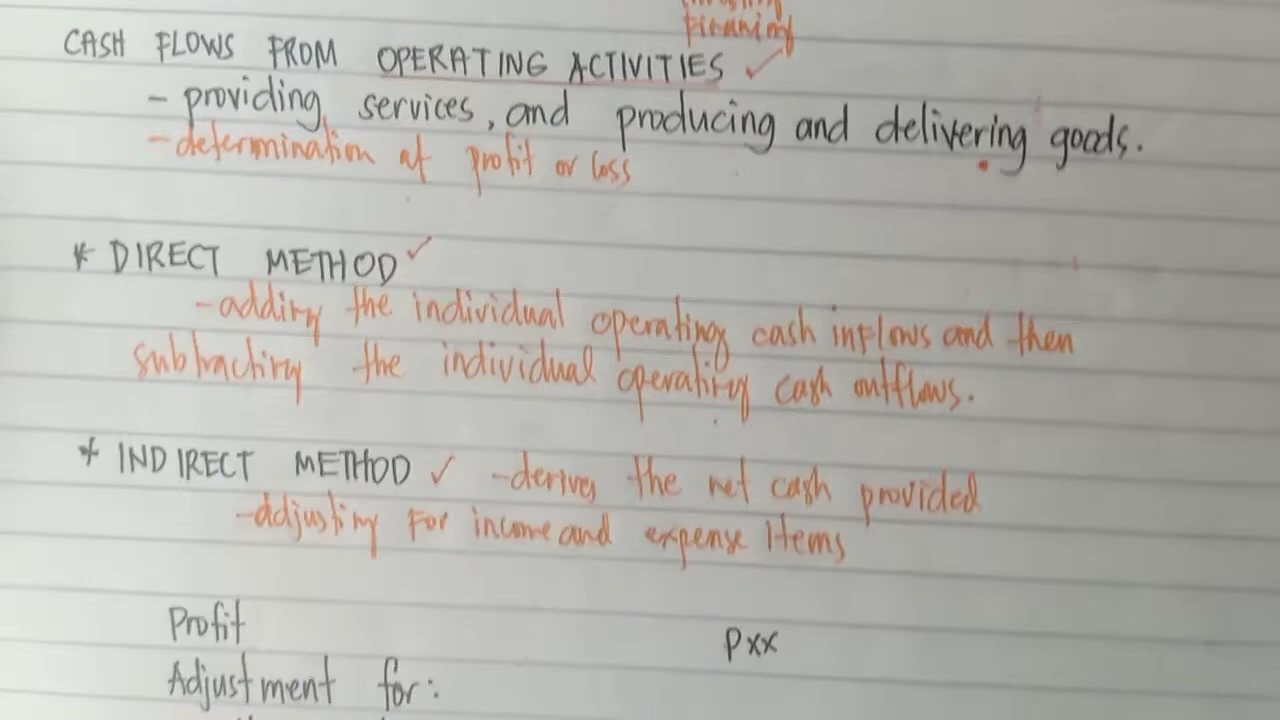 Financing
CASH FLOWS FROM OPERATING ACTIVITIES ✓
- providing services, and producing and delivering goods.
- determination of profit or loss
* DIRECT METHOD ✓
- adding the individual operating cash inflows and then
subtracting the individual operating cash outflows.
* INDIRECT METHOD ✓ - derives the net cash provided
- adjusting for income and expense items
Profit Pxx
Adjustment for: